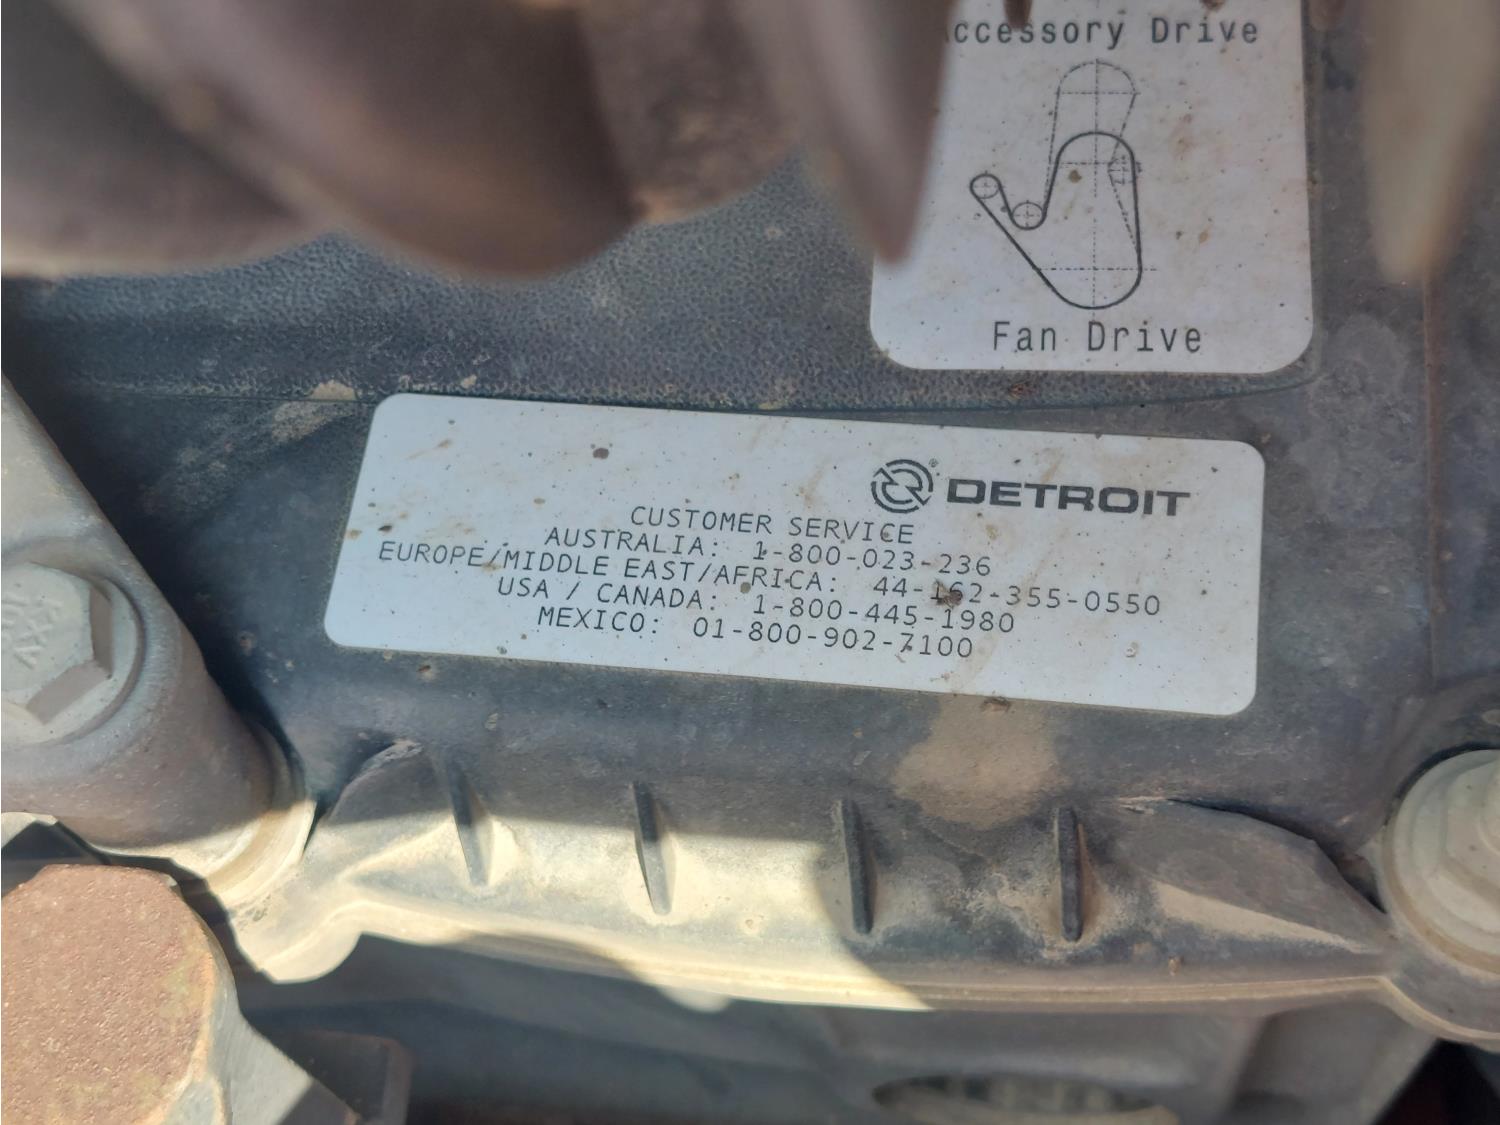 Accessory Drive
Fan Drive
DETROIT
CUSTOMER SERVICE
AUSTRALIA: 1-800-023-236
EUROPE/MIDDLE EAST/AFRICA: 44-162-355-0550
USA / CANADA: 1-800-445-1980
MEXICO: 01-800-902-7100